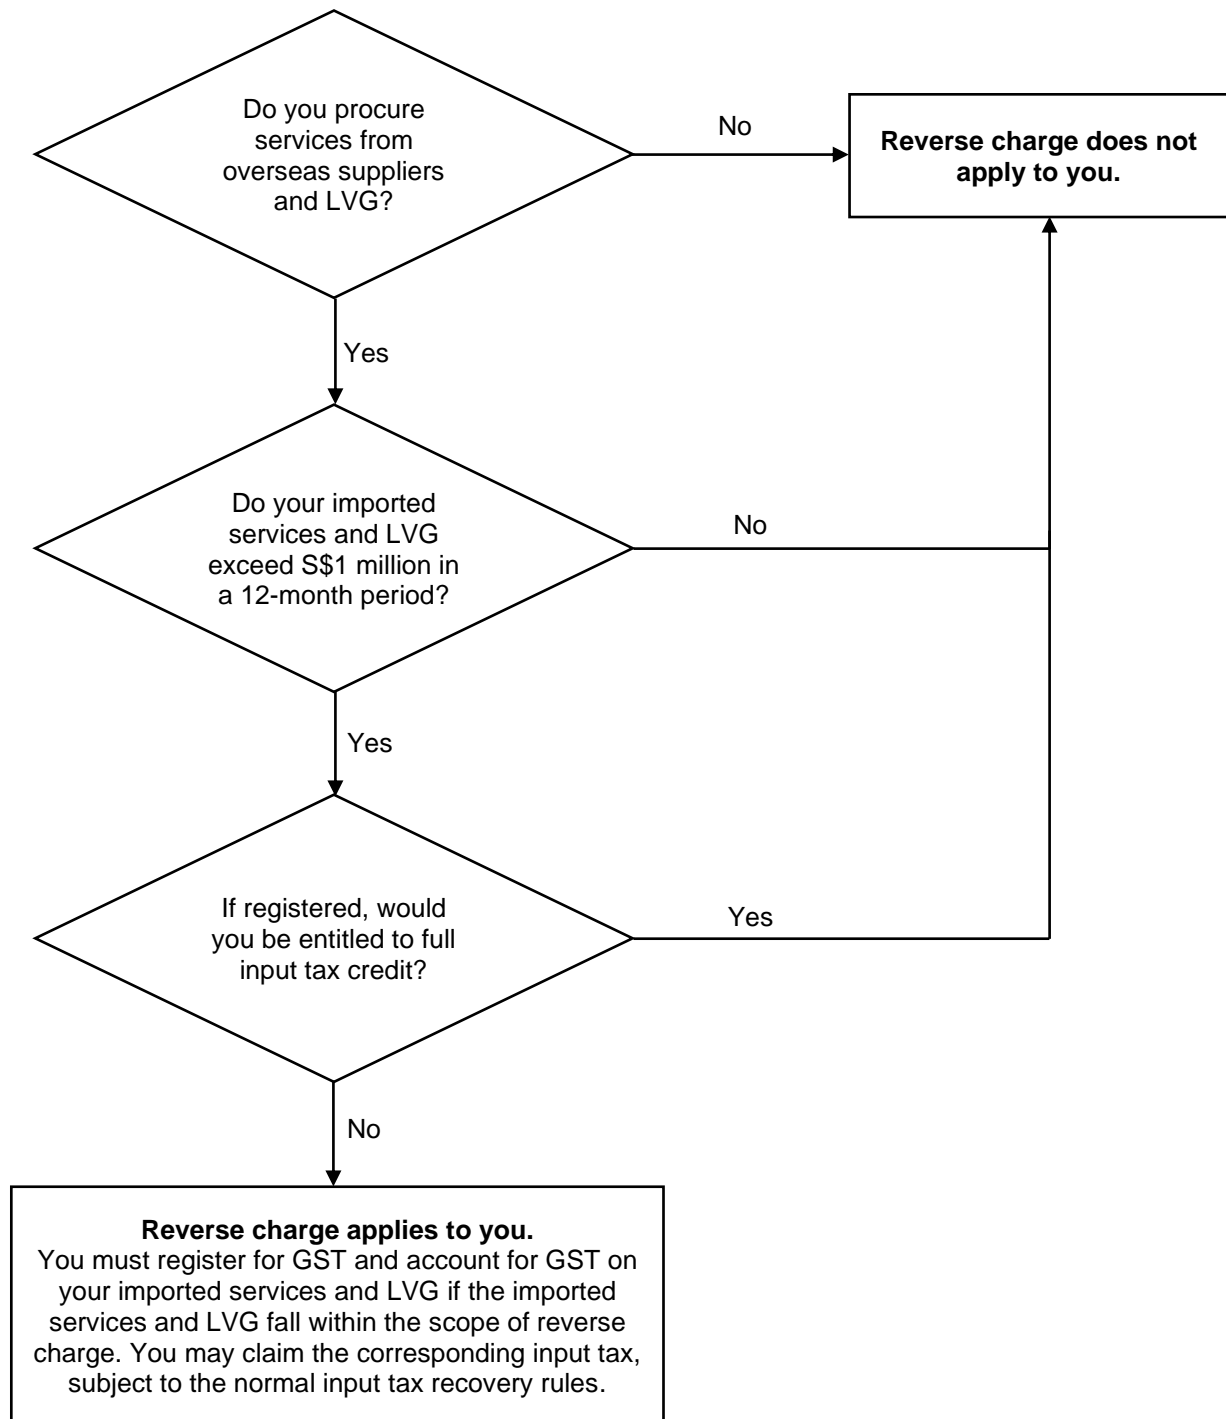 Do you procure
services from
overseas suppliers
and LVG?
No
Reverse charge does not
apply to you.
Yes
Do your imported
services and LVG
exceed S$1 million in
a 12-month period?
No
Yes
If registered, would
you be entitled to full
input tax credit?
Yes
No
Reverse charge applies to you.
You must register for GST and account for GST on
your imported services and LVG if the imported
services and LVG fall within the scope of reverse
charge. You may claim the corresponding input tax,
subject to the normal input tax recovery rules.